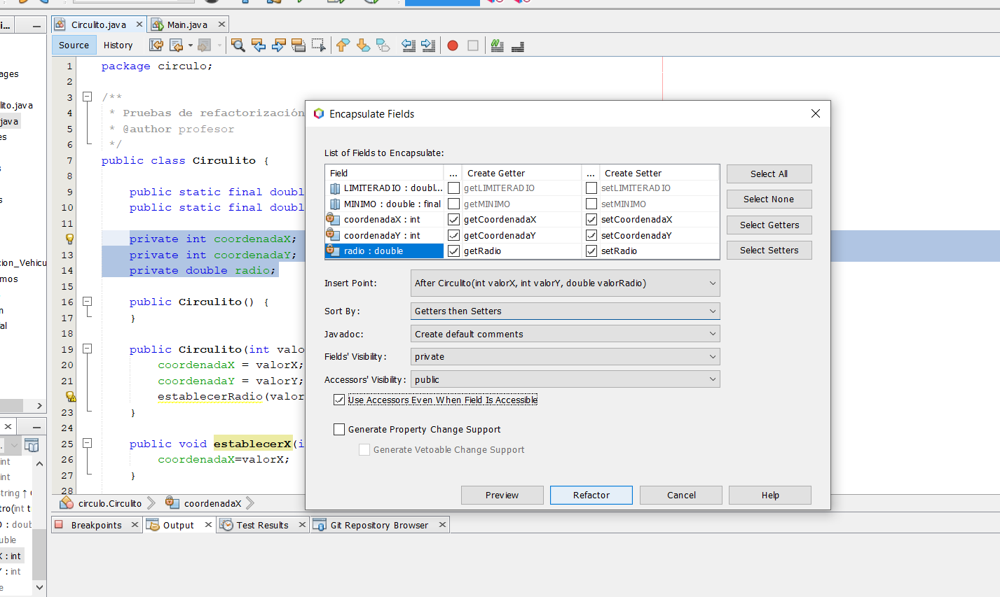 i...
Circulito.java
Main.java
Source
History
ages
lito.java
java
es
s
s
cion_Vehicu
mos
n
al
1 package circulo;
2
3 /**
4 * Pruebas de refactorización
5 * @author profesor
6 */
7 public class Circulito {
8
9 public static final doubl
10 public static final doubl
11
private int coordenadaX;
13 private int coordenadaY;
14 private double radio;
15
16 public Circulito() {
17 }
18
19 public Circulito(int valo
20 coordenadaX = valorX;
21 coordenadaY = valorY;
establecerRadio(valor
23 }
24
25 public void establecerX(i
26 coordenadaX=valorX;
27 }
28
Encapsulate Fields
List of Fields to Encapsulate:
Field ... Create Getter ... Create Setter
LIMITERADIO : doubl... getLIMITERADIO setLIMITERADIO
MINIMO : double : final getMINIMO setMINIMO
coordenadaX : int getCoordenadaX setCoordenadaX
coordenadaY : int getCoordenadaY setCoordenadaY
radio : double getRadio setRadio
Select All
Select None
Select Getters
Select Setters
Insert Point: After Circulito(int valorX, int valorY, double valorRadio)
Sort By: Getters then Setters
Javadoc: Create default comments
Fields' Visibility: private
Accessors' Visibility: public
Use Accessors Even When Field Is Accessible
Generate Property Change Support
Generate Vetoable Change Support
Preview
Refactor
Cancel
Help
int
int
tring ↑
tro(int t
: doub
uble
X : int
Y : int
e
circulo.Circulito
coordenadaX
Breakpoints
Output
Test Results
Git Repository Browser